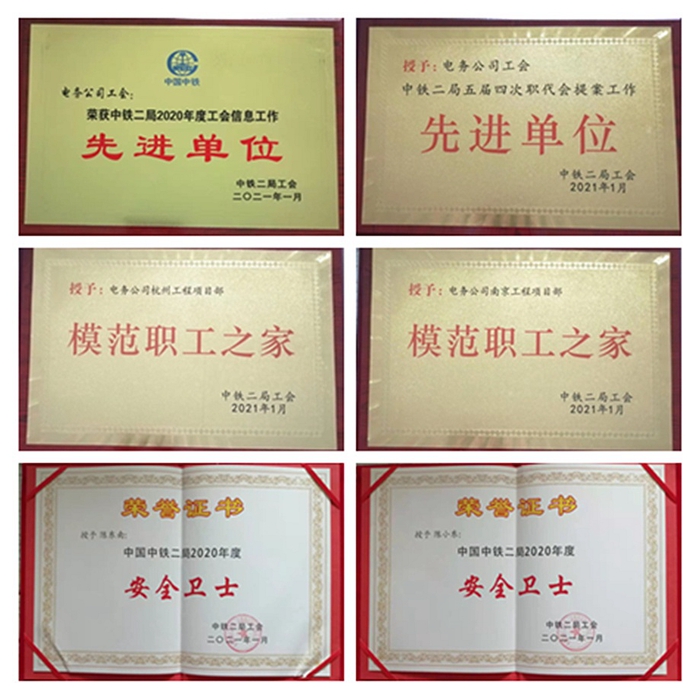 中国中铁
电务公司工会:
荣获中铁二局2020年度工会信息工作
先进单位
中铁二局工会
二〇二一年一月
授予:电务公司工会
中铁二局五届四次职代会提案工作
先进单位
中铁二局工会
2021年1月
授予:电务公司杭州工程项目部
模范职工之家
中铁二局工会
2021年1月
授予:电务公司南京工程项目部
模范职工之家
中铁二局工会
2021年1月
荣誉证书
授予
中国中铁二局2020年度
安全卫士
中铁二局工会
二〇二一年一月
荣誉证书
授予 陈小东:
中国中铁二局2020年度
安全卫士
中铁二局工会
二〇二一年一月